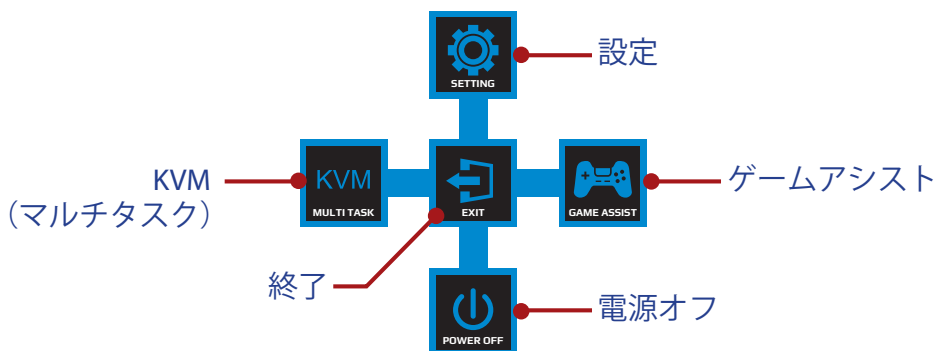 SETTING
設定
KVM
（マルチタスク）
KVM
MULTI TASK
EXIT
GAME ASSIST
ゲームアシスト
終了
POWER OFF
電源オフ